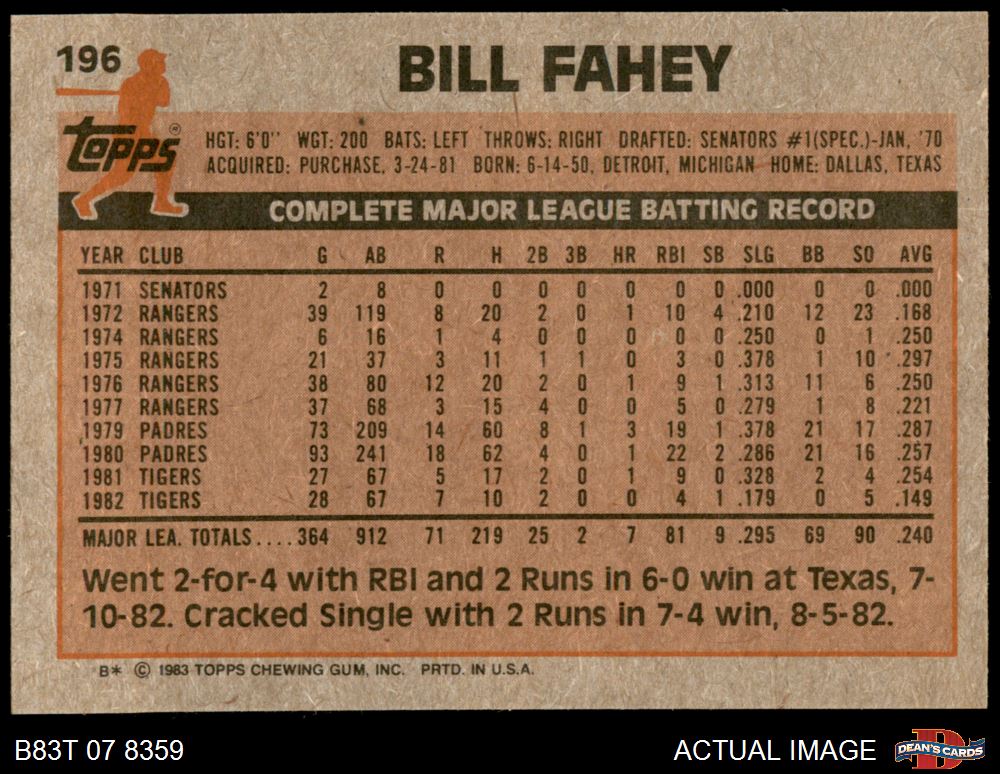 196
BILL FAHEY
topps®
HGT: 6'0" WGT: 200 BATS: LEFT THROWS: RIGHT DRAFTED: SENATORS #1(SPEC.)-JAN, '70
ACQUIRED: PURCHASE, 3-24-81 BORN: 6-14-50, DETROIT, MICHIGAN HOME: DALLAS, TEXAS
COMPLETE MAJOR LEAGUE BATTING RECORD
YEAR CLUB G AB R H 2B 3B HR RBI SB SLG BB SO AVG
1971 SENATORS 2 8 0 0 0 0 0 0 0 .000 0 0 .000
1972 RANGERS 39 119 8 20 2 0 1 10 4 .210 12 23 .168
1974 RANGERS 6 16 1 4 0 0 0 0 0 .250 0 1 .250
1975 RANGERS 21 37 3 11 1 1 0 3 0 .378 1 10 .297
1976 RANGERS 38 80 12 20 2 0 1 9 1 .313 11 6 .250
1977 RANGERS 37 68 3 15 4 0 0 5 0 .279 1 8 .221
1979 PADRES 73 209 14 60 8 1 3 19 1 .378 21 17 .287
1980 PADRES 93 241 18 62 4 0 1 22 2 .286 21 16 .257
1981 TIGERS 27 67 5 17 2 0 1 9 0 .328 2 4 .254
1982 TIGERS 28 67 7 10 2 0 0 4 1 .179 0 5 .149
MAJOR LEA. TOTALS....364 912 71 219 25 2 7 81 9 .295 69 90 .240
Went 2-for-4 with RBI and 2 Runs in 6-0 win at Texas, 7-
10-82. Cracked Single with 2 Runs in 7-4 win, 8-5-82.
B* © 1983 TOPPS CHEWING GUM, INC. PRTD. IN U.S.A.
B83T 07 8359
ACTUAL IMAGE
D
DEAN'S CARDS